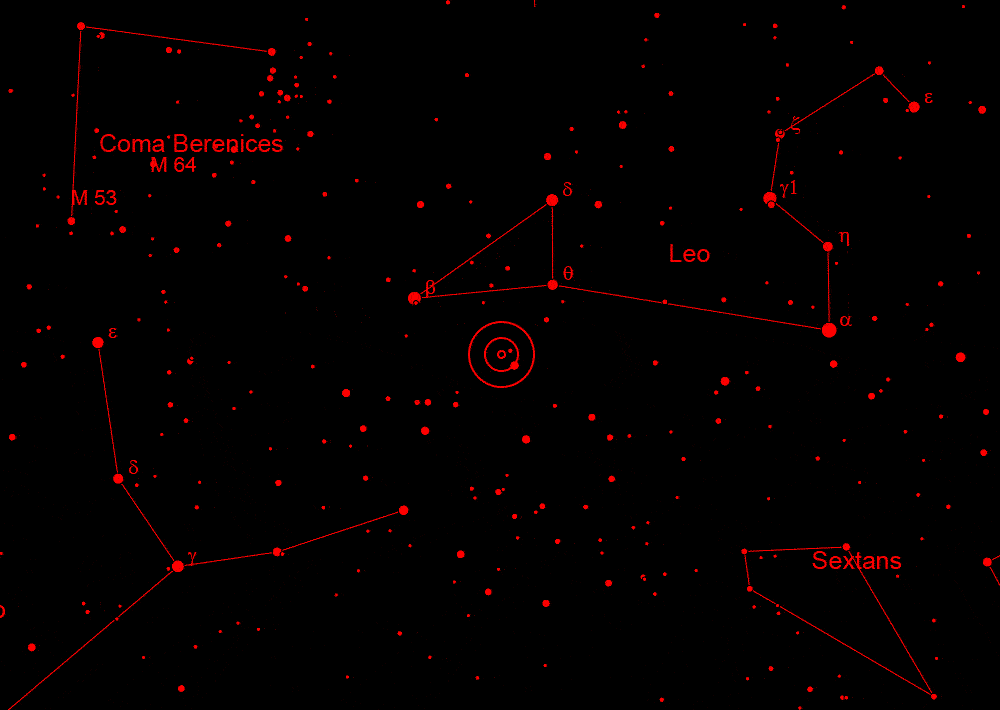 ε
ζ
Coma Berenices
M 64
γ1
δ
M 53
η
Leo
θ
β
α
ε
δ
γ
Sextans
o